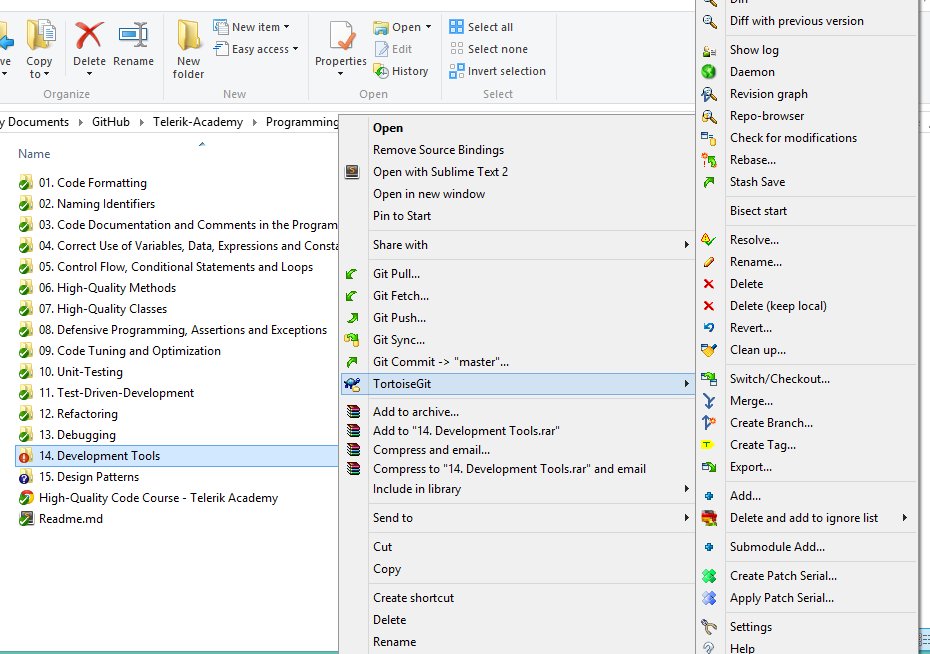 Copy
to
Delete
Rename
Organize
New
folder
New item
Easy access
New
Properties
Open
Edit
History
Open
Select all
Select none
Invert selection
Select
y Documents
GitHub
Telerik-Academy
Programming
Name
01. Code Formatting
02. Naming Identifiers
03. Code Documentation and Comments in the Program
04. Correct Use of Variables, Data, Expressions and Consta
05. Control Flow, Conditional Statements and Loops
06. High-Quality Methods
07. High-Quality Classes
08. Defensive Programming, Assertions and Exceptions
09. Code Tuning and Optimization
10. Unit-Testing
11. Test-Driven-Development
12. Refactoring
13. Debugging
14. Development Tools
15. Design Patterns
High-Quality Code Course - Telerik Academy
Readme.md
Open
Remove Source Bindings
Open with Sublime Text 2
Open in new window
Pin to Start
Share with
Git Pull...
Git Fetch...
Git Push...
Git Sync...
Git Commit -> "master"...
TortoiseGit
Add to archive...
Add to "14. Development Tools.rar"
Compress and email...
Compress to "14. Development Tools.rar" and email
Include in library
Send to
Cut
Copy
Create shortcut
Delete
Rename
Diff
Diff with previous version
Show log
Daemon
Revision graph
Repo-browser
Check for modifications
Rebase...
Stash Save
Bisect start
Resolve...
Rename...
Delete
Delete (keep local)
Revert...
Clean up...
Switch/Checkout...
Merge...
Create Branch...
Create Tag...
Export...
Add...
Delete and add to ignore list
Submodule Add...
Create Patch Serial...
Apply Patch Serial...
Settings
Help